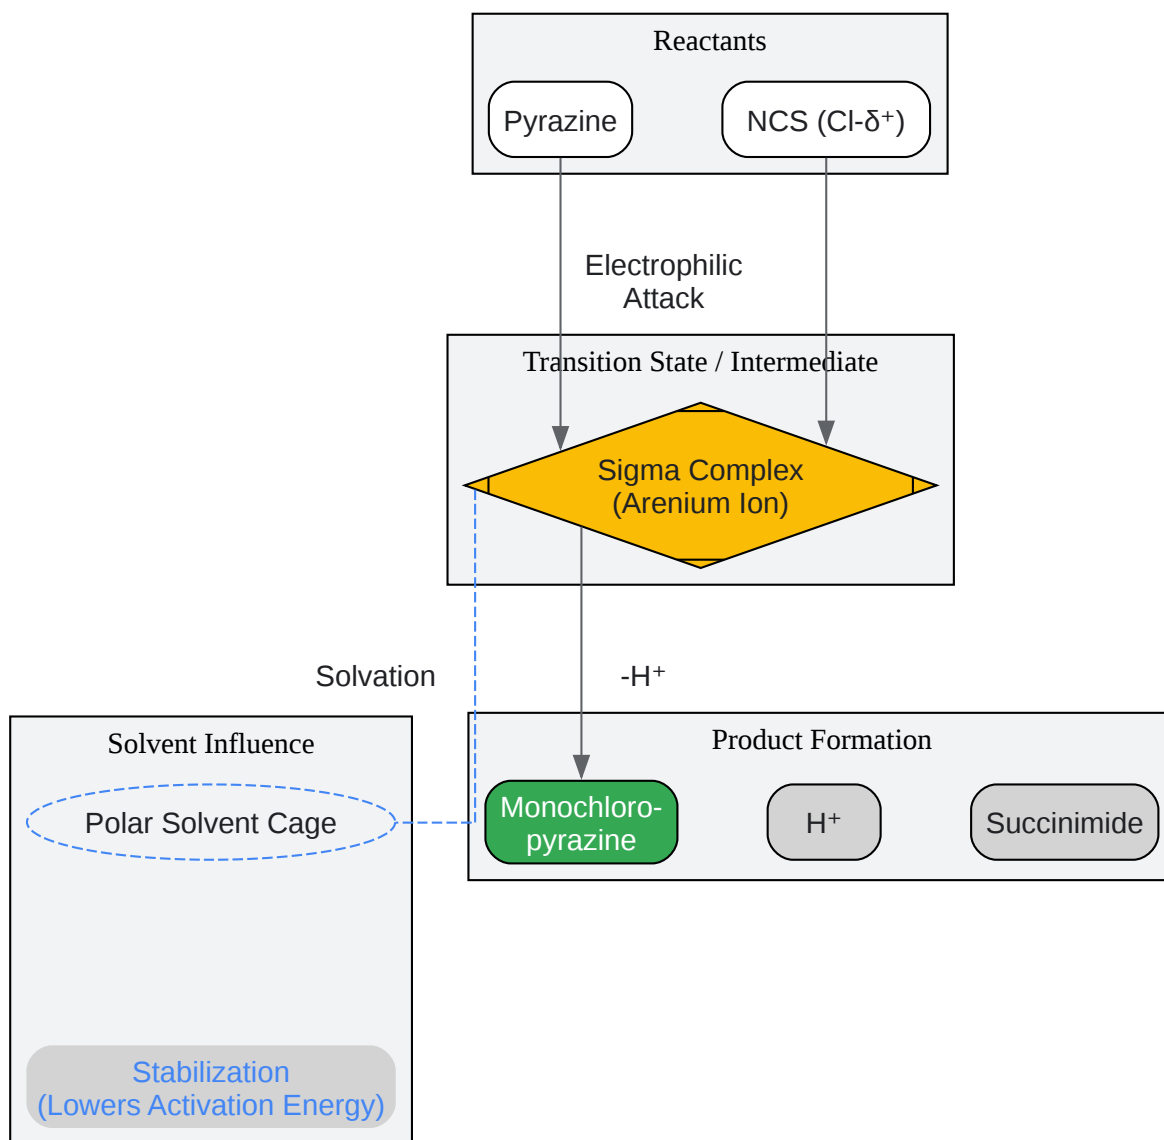 Reactants
Pyrazine
NCS (Cl-δ⁺)
Electrophilic
Attack
Transition State / Intermediate
Sigma Complex
(Arenium Ion)
Solvation
-H⁺
Solvent Influence
Polar Solvent Cage
Product Formation
Monochloro-
pyrazine
H⁺
Succinimide
Stabilization
(Lowers Activation Energy)